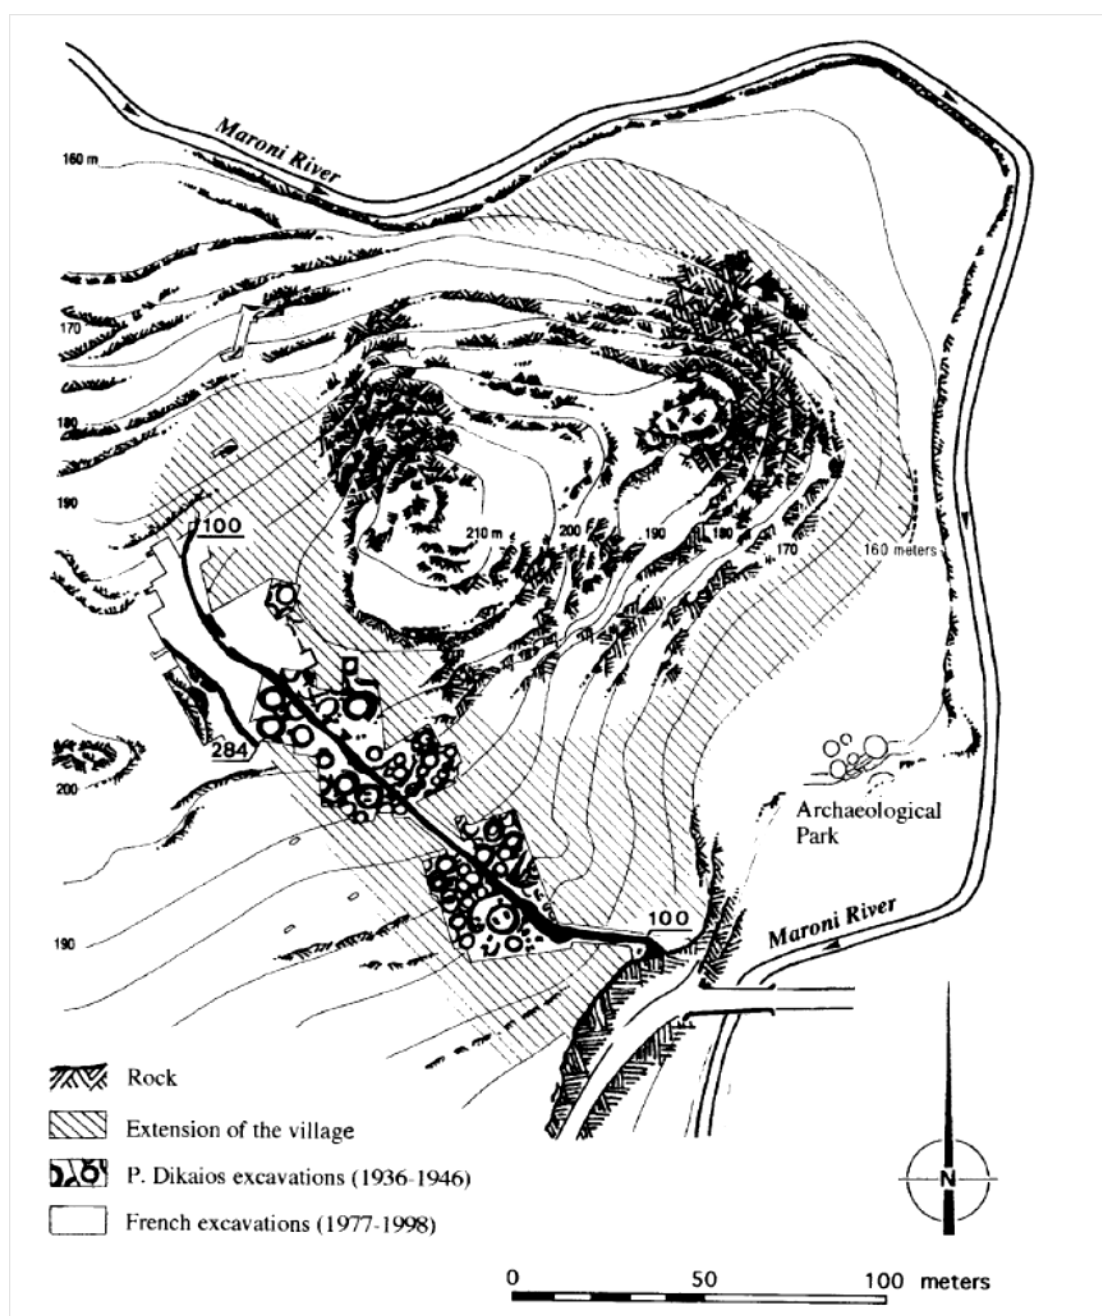 Maroni River
160 m
170
180
190
100
210 m
200
190
180
170
160 meters
284
200
Archaeological
Park
100
Maroni River
190
Rock
Extension of the village
P. Dikaios excavations (1936-1946)
French excavations (1977-1998)
N
0 50 100 meters